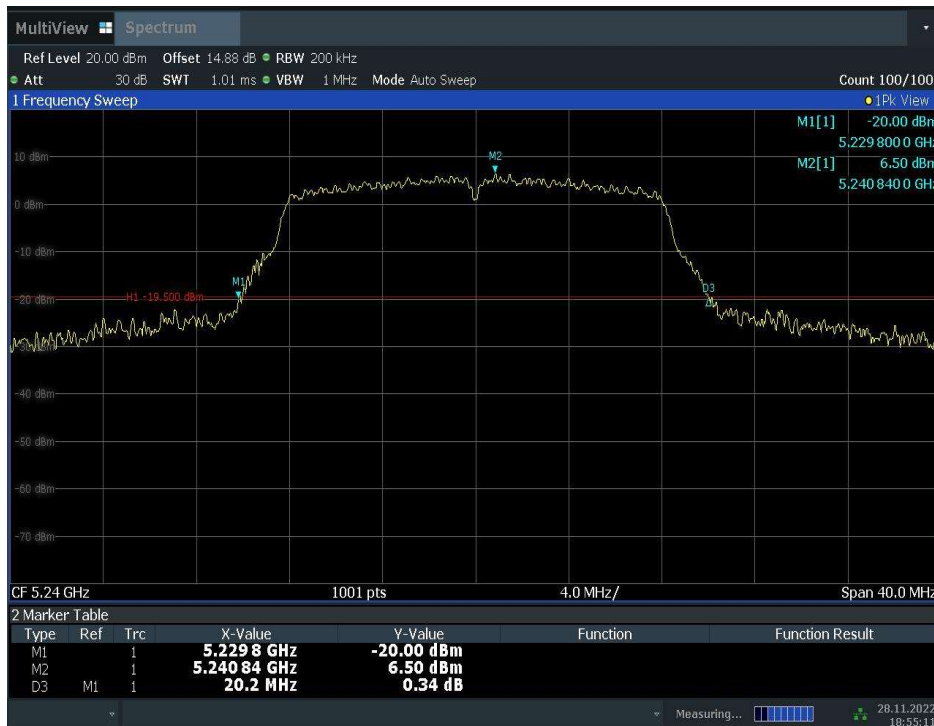 MultiView Spectrum
Ref Level 20.00 dBm Offset 14.88 dB RBW 200 kHz
Att 30 dB SWT 1.01 ms VBW 1 MHz Mode Auto Sweep Count 100/100
1 Frequency Sweep 1Pk View
M1[1] -20.00 dBm
5.229 800 0 GHz
M2[1] 6.50 dBm
5.240 840 0 GHz
10 dBm
M2
0 dBm
-10 dBm
M1
D3
-20 dBm H1 -19.500 dBm
-30 dBm
-40 dBm
-50 dBm
-60 dBm
-70 dBm
CF 5.24 GHz 1001 pts 4.0 MHz/ Span 40.0 MHz
2 Marker Table
Type Ref Trc X-Value Y-Value Function Function Result
M1 1 5.229 8 GHz -20.00 dBm
M2 1 5.240 84 GHz 6.50 dBm
D3 M1 1 20.2 MHz 0.34 dB
Measuring... 28.11.2022
18:55:11